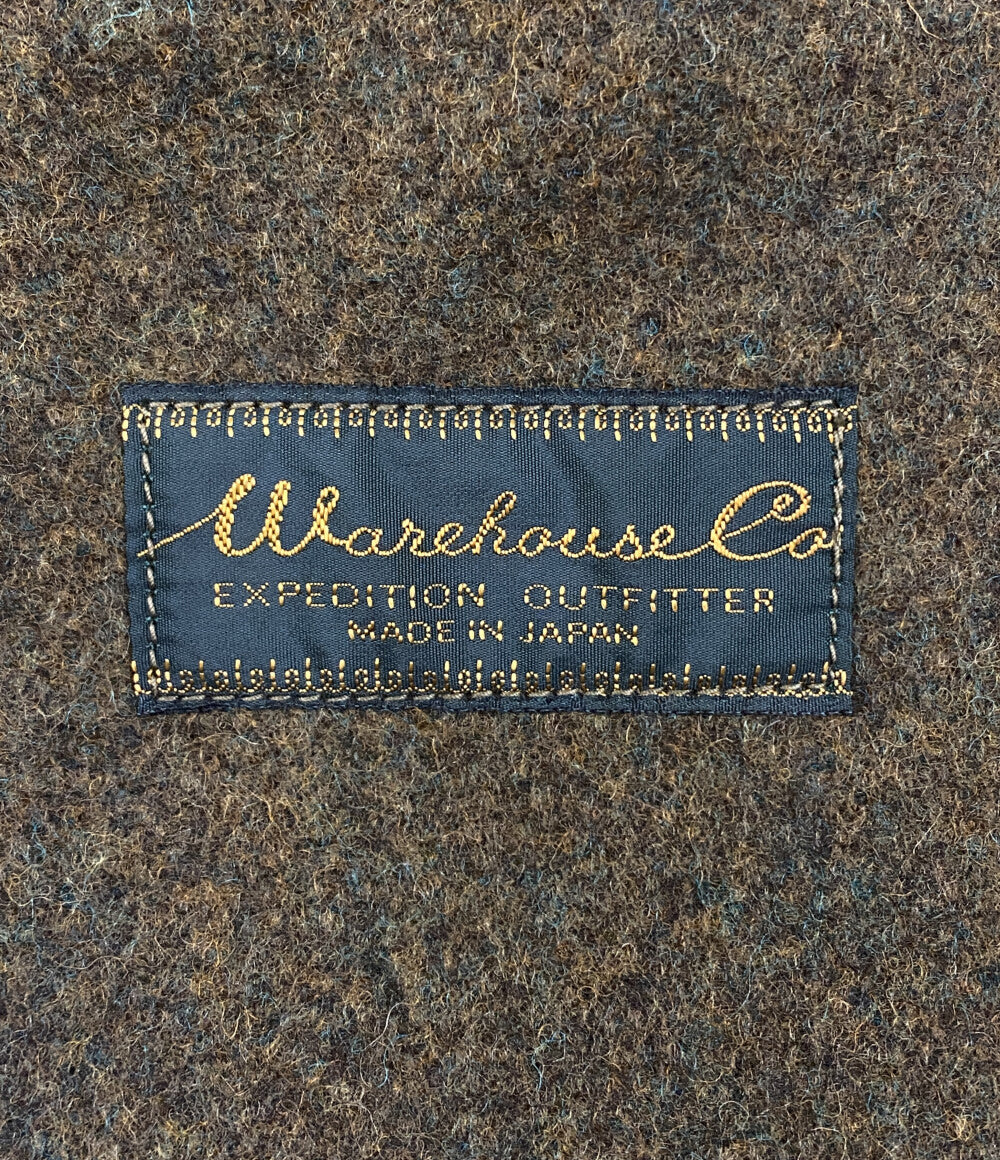 Warehouse Co
EXPEDITION OUTFITTER
MADE IN JAPAN